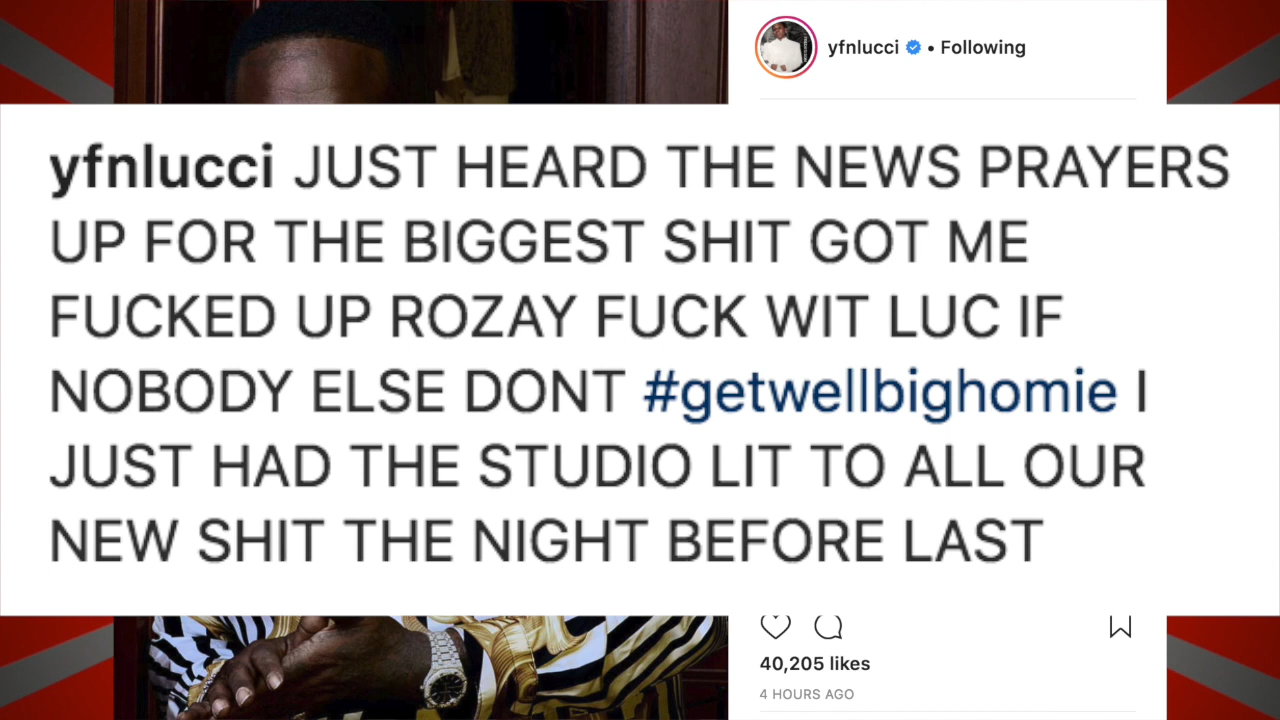 yfnlucci • Following
yfnlucci JUST HEARD THE NEWS PRAYERS
UP FOR THE BIGGEST SHIT GOT ME
FUCKED UP ROZAY FUCK WIT LUC IF
NOBODY ELSE DONT #getwellbighomie I
JUST HAD THE STUDIO LIT TO ALL OUR
NEW SHIT THE NIGHT BEFORE LAST
40,205 likes
4 HOURS AGO